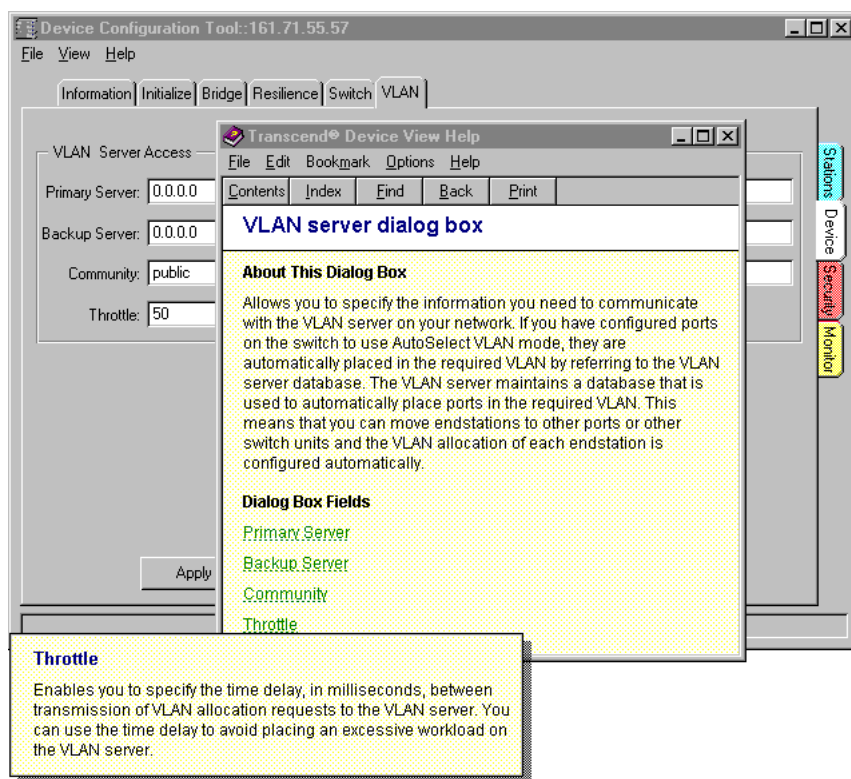 Device Configuration Tool::161.71.55.57
File View Help
Information Initialize Bridge Resilience Switch VLAN
VLAN Server Access
Primary Server: 0.0.0.0
Backup Server: 0.0.0.0
Community: public
Throttle: 50
Apply
Stations
Device
Security
Monitor
Transcend® Device View Help
File Edit Bookmark Options Help
Contents Index Find Back Print
VLAN server dialog box
About This Dialog Box
Allows you to specify the information you need to communicate
with the VLAN server on your network. If you have configured ports
on the switch to use AutoSelect VLAN mode, they are
automatically placed in the required VLAN by referring to the VLAN
server database. The VLAN server maintains a database that is
used to automatically place ports in the required VLAN. This
means that you can move endstations to other ports or other
switch units and the VLAN allocation of each endstation is
configured automatically.
Dialog Box Fields
Primary Server
Backup Server
Community
Throttle
Throttle
Enables you to specify the time delay, in milliseconds, between
transmission of VLAN allocation requests to the VLAN server. You
can use the time delay to avoid placing an excessive workload on
the VLAN server.